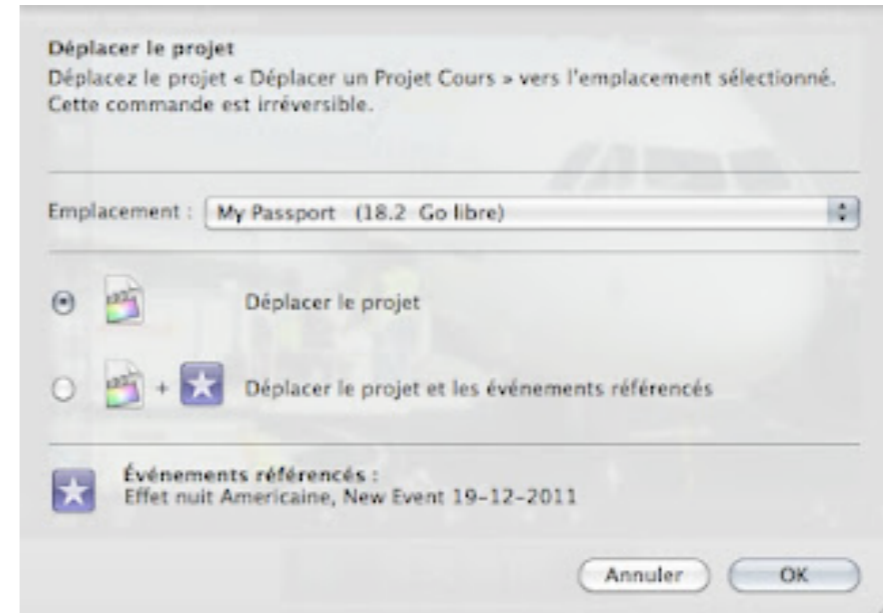 Déplacer le projet
Déplacez le projet « Déplacer un Projet Cours » vers l'emplacement sélectionné.
Cette commande est irréversible.
Emplacement : My Passport (18.2 Go libre)
Déplacer le projet
+ Déplacer le projet et les événements référencés
Événements référencés :
Effet nuit Americaine, New Event 19-12-2011
Annuler OK